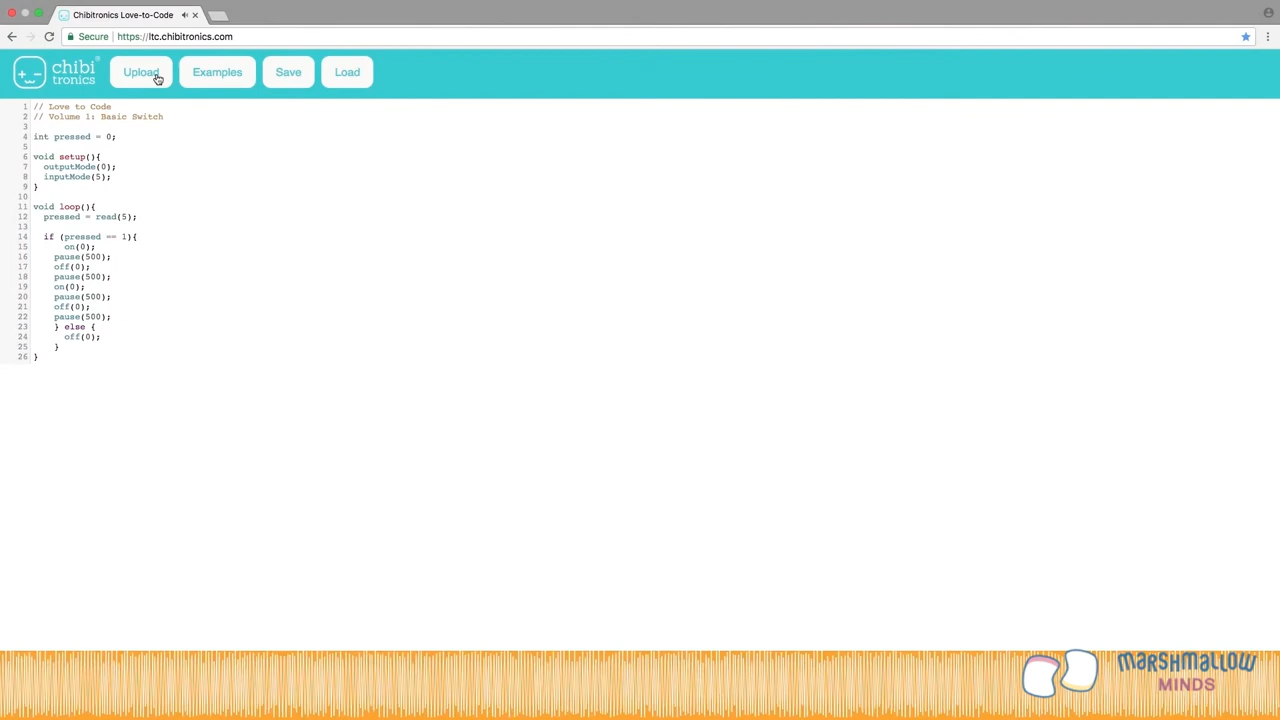 Chibitronics Love-to-Code
Secure https://ltc.chibitronics.com
chibi
tronics
Upload Examples Save Load
1 // Love to Code
2 // Volume 1: Basic Switch
3
4 int pressed = 0;
5
6 void setup(){
7 outputMode(0);
8 inputMode(5);
9 }
10
11 void loop(){
12 pressed = read(5);
13
14 if (pressed == 1){
15 on(0);
16 pause(500);
17 off(0);
18 pause(500);
19 on(0);
20 pause(500);
21 off(0);
22 pause(500);
23 } else {
24 off(0);
25 }
26 }
MARSHMALLOW
MINDS